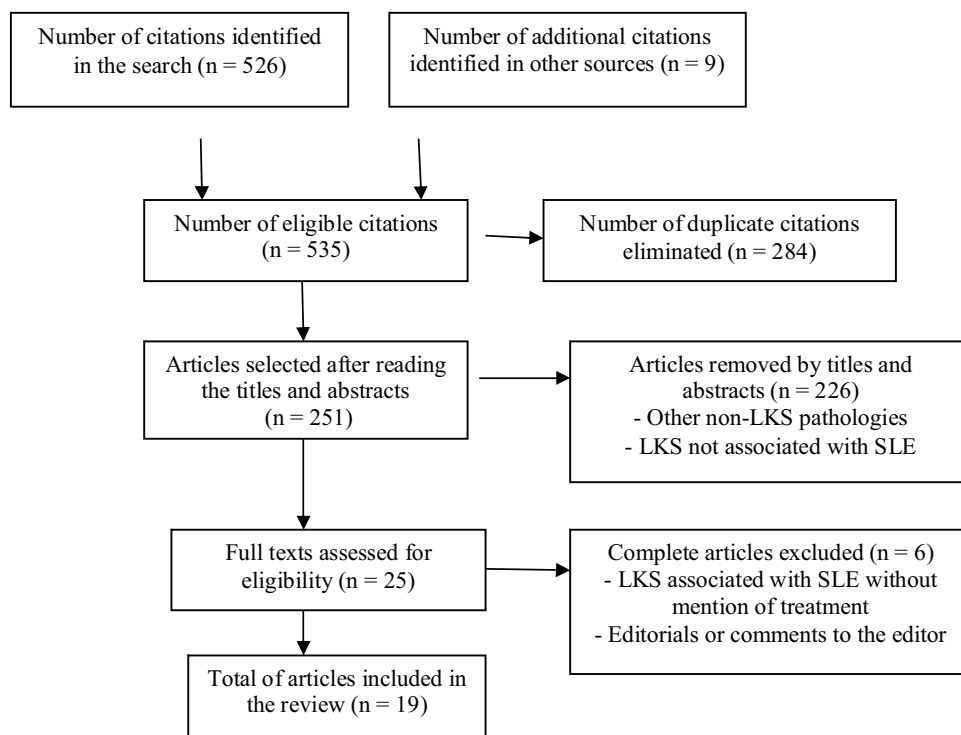 Number of citations identified
in the search (n = 526)
Number of additional citations
identified in other sources (n = 9)
Number of eligible citations
(n = 535)
Number of duplicate citations
eliminated (n = 284)
Articles selected after reading
the titles and abstracts
(n = 251)
Articles removed by titles and
abstracts (n = 226)
- Other non-LKS pathologies
- LKS not associated with SLE
Full texts assessed for
eligibility (n = 25)
Complete articles excluded (n = 6)
- LKS associated with SLE without
mention of treatment
- Editorials or comments to the editor
Total of articles included in
the review (n = 19)